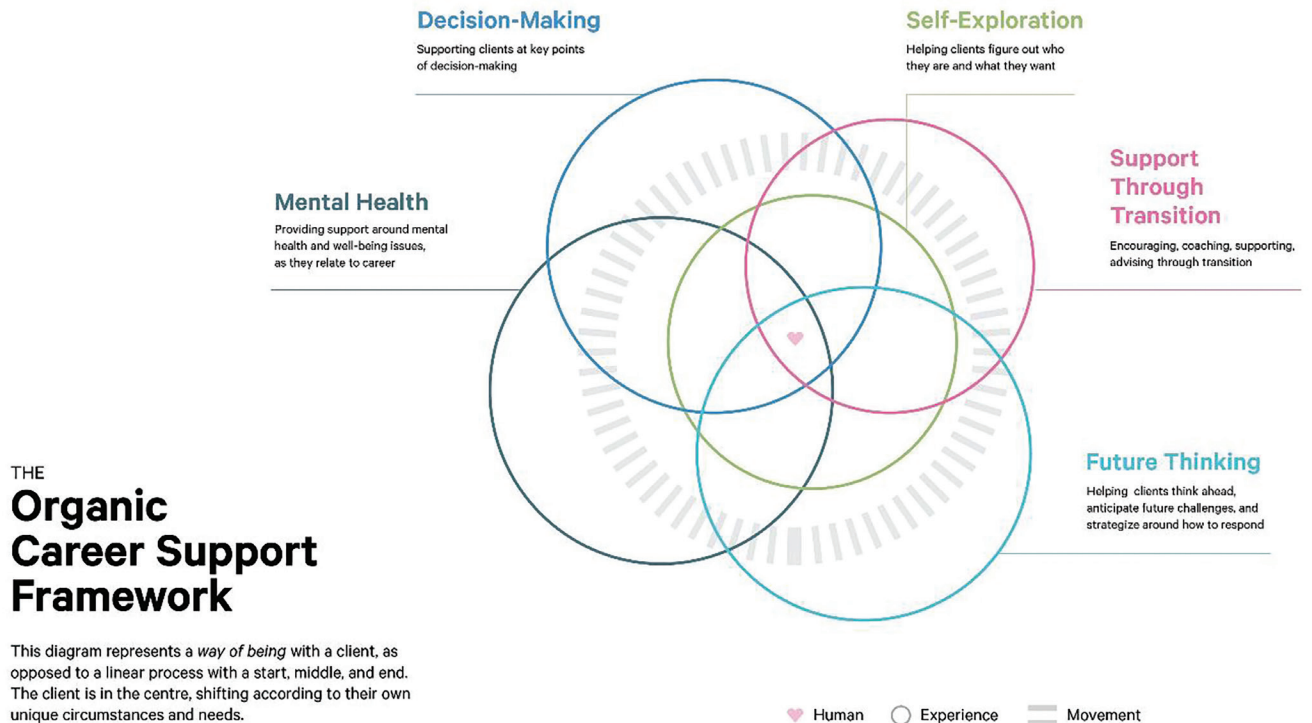 Decision-Making
Supporting clients at key points
of decision-making
Self-Exploration
Helping clients figure out who
they are and what they want
Mental Health
Providing support around mental
health and well-being issues,
as they relate to career
Support
Through
Transition
Encouraging, coaching, supporting,
advising through transition
Future Thinking
Helping clients think ahead,
anticipate future challenges, and
strategize around how to respond
THE
Organic
Career Support
Framework
This diagram represents a way of being with a client, as
opposed to a linear process with a start, middle, and end.
The client is in the centre, shifting according to their own
unique circumstances and needs.
Human
Experience
Movement